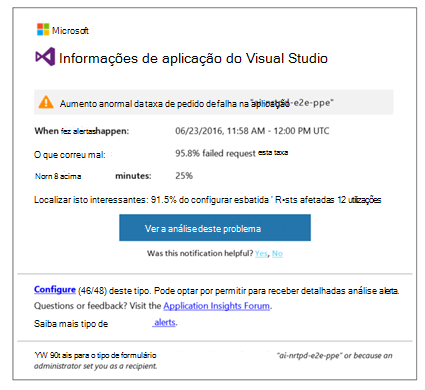 Microsoft
Informações de aplicação do Visual Studio
Aumento anormal da taxa de pedido de falha na aplicação "ai-nrtpd-e2e-ppe"
When fez alertashappen: 06/23/2016, 11:58 AM - 12:00 PM UTC
O que correu mal: 95.8% failed request esta taxa
Norn 8 acima minutes: 25%
Localizar isto interessantes: 91.5% do configurar esbatida ' R•sts afetadas 12 utilizações
Ver a análise deste problema
Was this notification helpful? Yes, No
Configure (46/48) deste tipo. Pode optar por permitir para receber detalhadas análise alerta.
Questions or feedback? Visit the Application Insights Forum.
Saiba mais tipo de alerts.
YW 90t ais para o tipo de formulário "ai-nrtpd-e2e-ppe" or because an
administrator set you as a recipient.